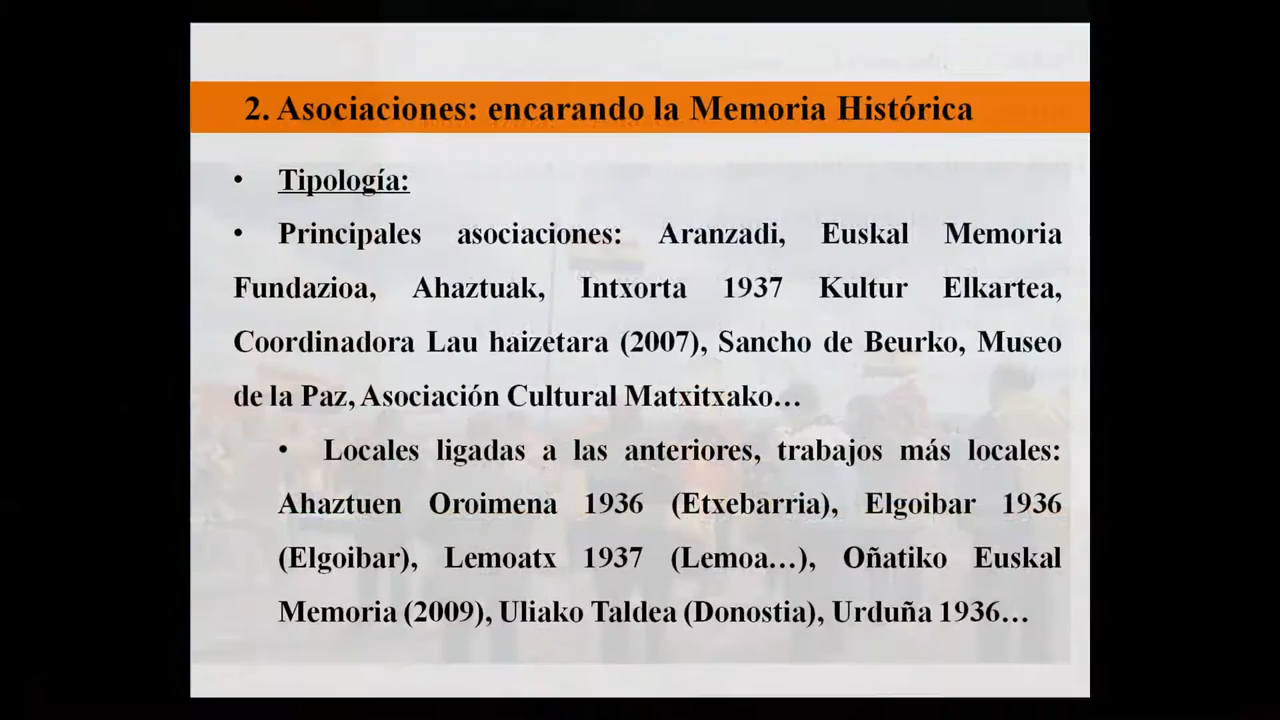 2. Asociaciones: encarando la Memoria Histórica
• Tipología:
• Principales asociaciones: Aranzadi, Euskal Memoria
Fundazioa, Ahaztuak, Intxorta 1937 Kultur Elkartea,
Coordinadora Lau haizetara (2007), Sancho de Beurko, Museo
de la Paz, Asociación Cultural Matxitxako…
• Locales ligadas a las anteriores, trabajos más locales:
Ahaztuen Oroimena 1936 (Etxebarria), Elgoibar 1936
(Elgoibar), Lemoatx 1937 (Lemoa…), Oñatiko Euskal
Memoria (2009), Uliako Taldea (Donostia), Urduña 1936…